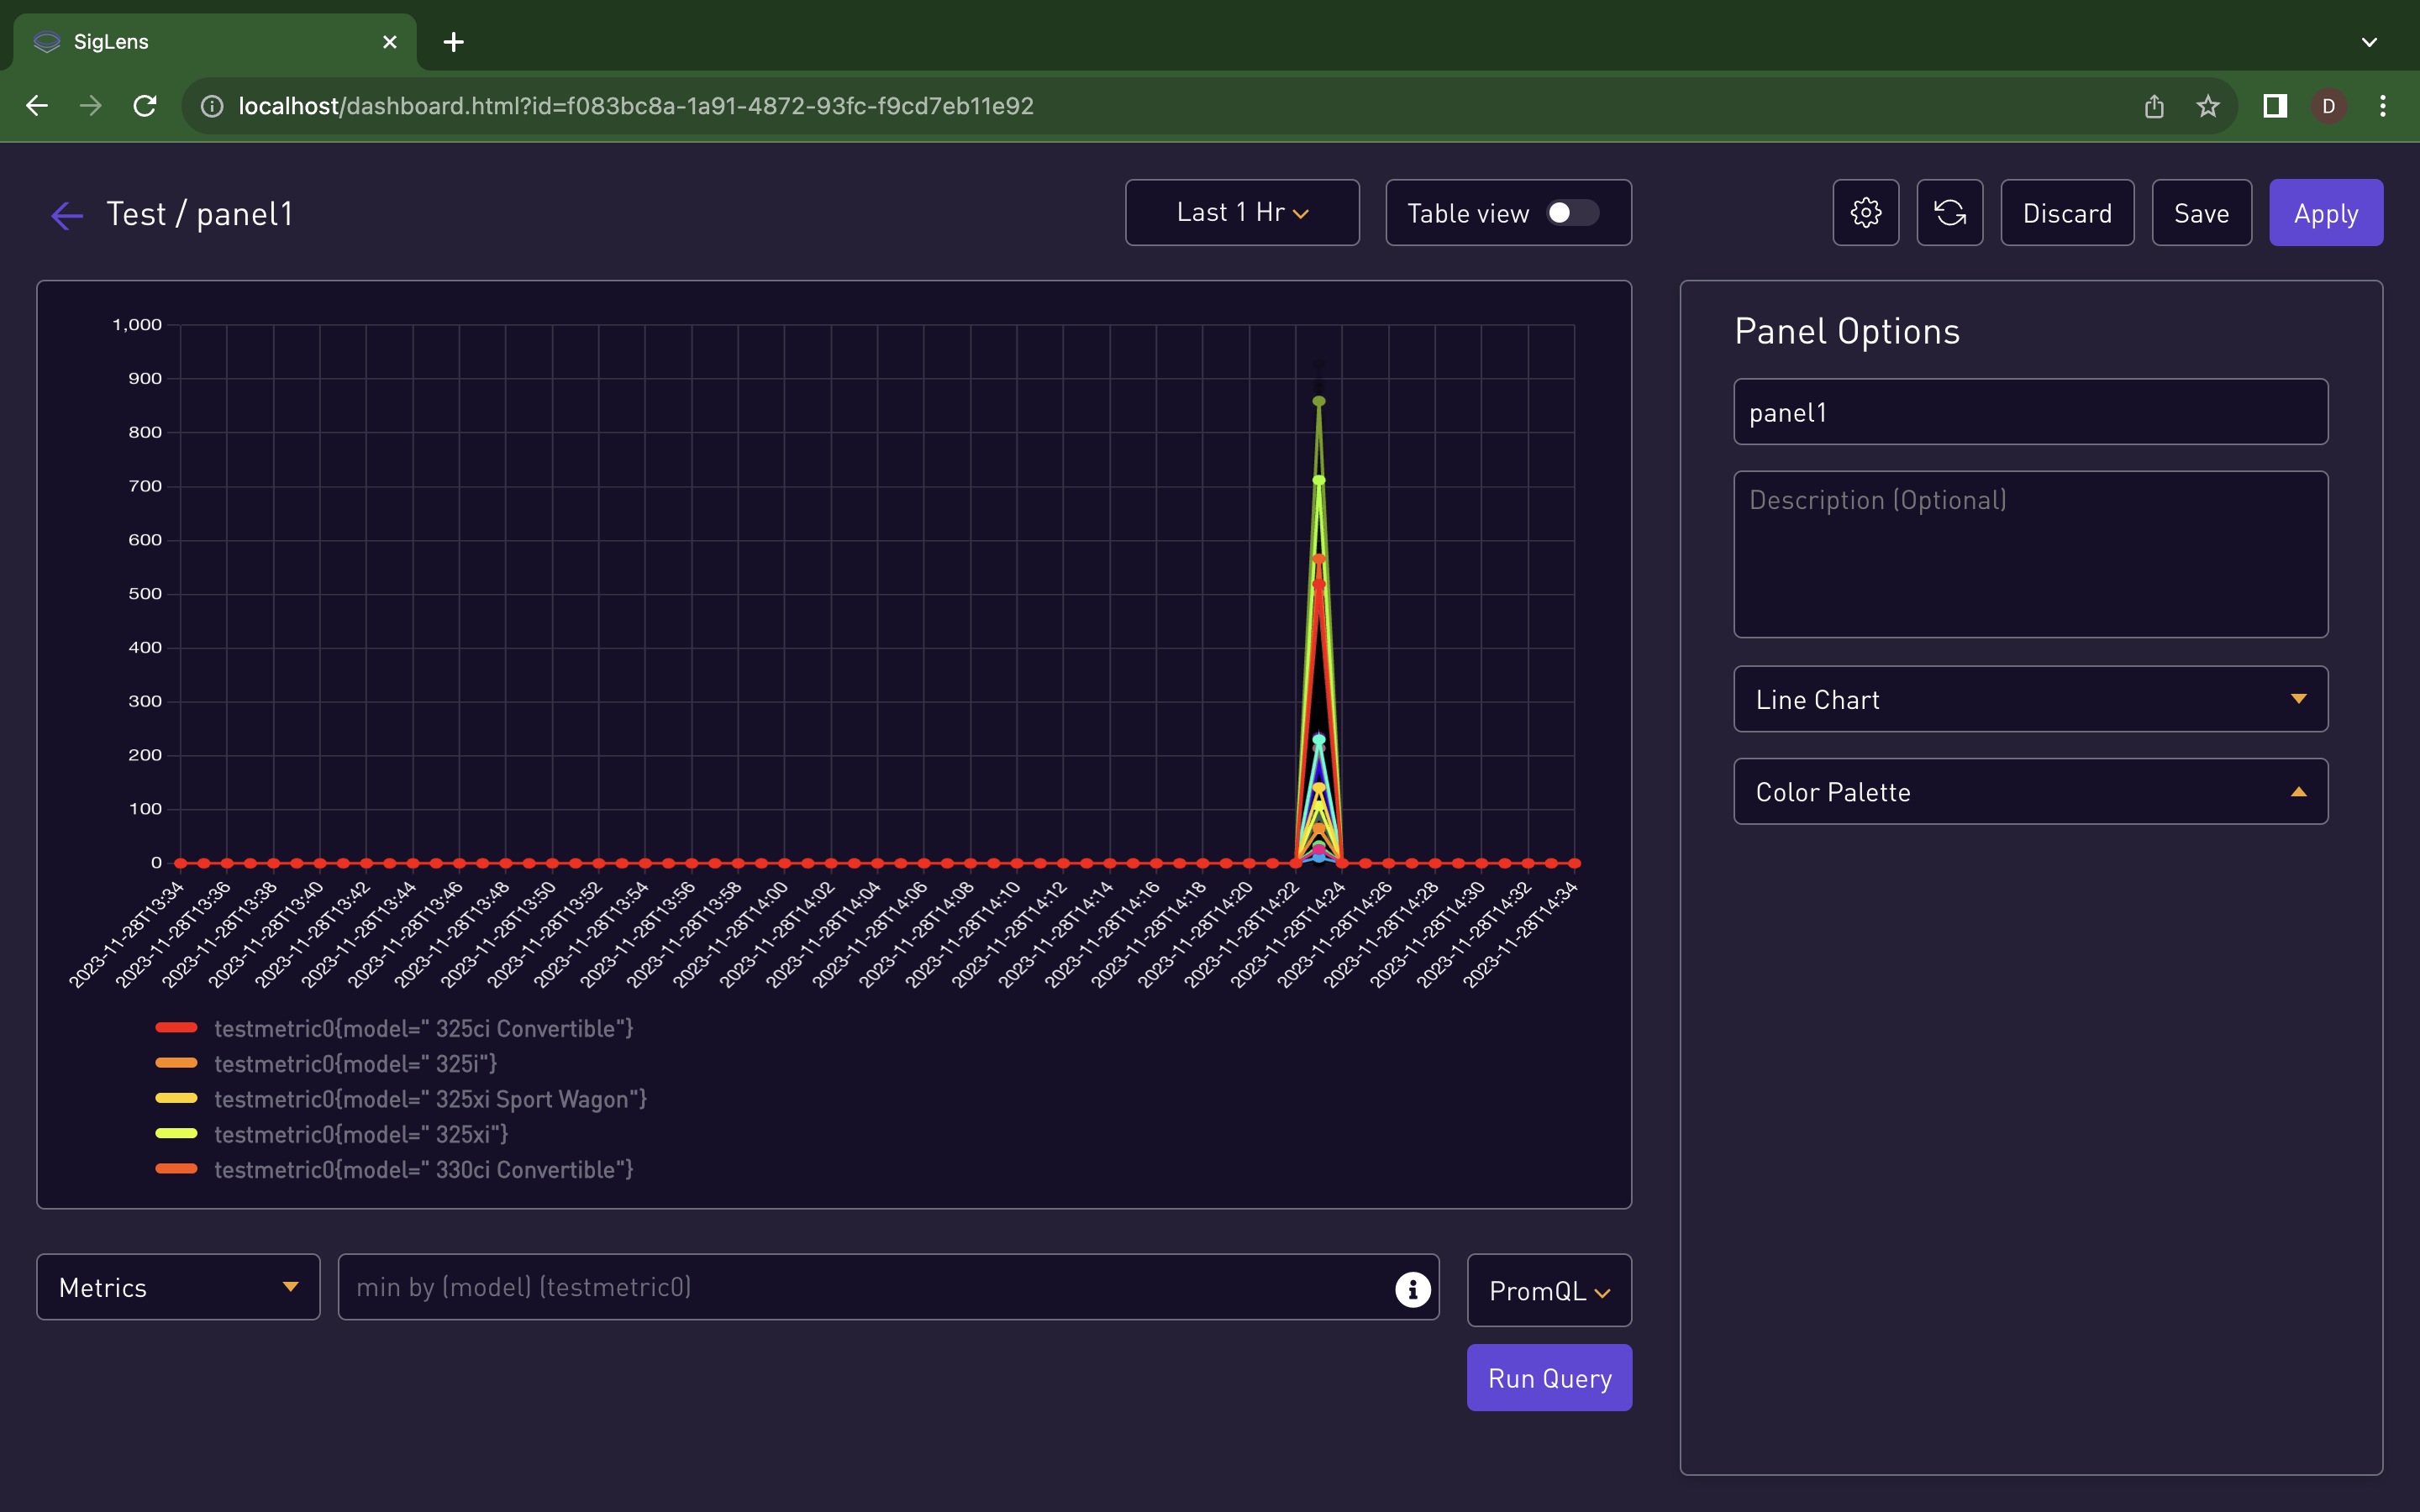 SigLens
localhost/dashboard.html?id=f083bc8a-1a91-4872-93fc-f9cd7eb11e92
D
Test / panel1
Last 1 Hr
Table view
Discard
Save
Apply
1,000
900
800
700
600
500
400
300
200
100
0
2023-11-28T13:34
2023-11-28T13:36
2023-11-28T13:38
2023-11-28T13:40
2023-11-28T13:42
2023-11-28T13:44
2023-11-28T13:46
2023-11-28T13:48
2023-11-28T13:50
2023-11-28T13:52
2023-11-28T13:54
2023-11-28T13:56
2023-11-28T13:58
2023-11-28T14:00
2023-11-28T14:02
2023-11-28T14:04
2023-11-28T14:06
2023-11-28T14:08
2023-11-28T14:10
2023-11-28T14:12
2023-11-28T14:14
2023-11-28T14:16
2023-11-28T14:18
2023-11-28T14:20
2023-11-28T14:22
2023-11-28T14:24
2023-11-28T14:26
2023-11-28T14:28
2023-11-28T14:30
2023-11-28T14:32
2023-11-28T14:34
testmetric0{model=" 325ci Convertible"}
testmetric0{model=" 325i"}
testmetric0{model=" 325xi Sport Wagon"}
testmetric0{model=" 325xi"}
testmetric0{model=" 330ci Convertible"}
Metrics
min by (model) (testmetric0)
PromQL
Run Query
Panel Options
panel1
Description (Optional)
Line Chart
Color Palette